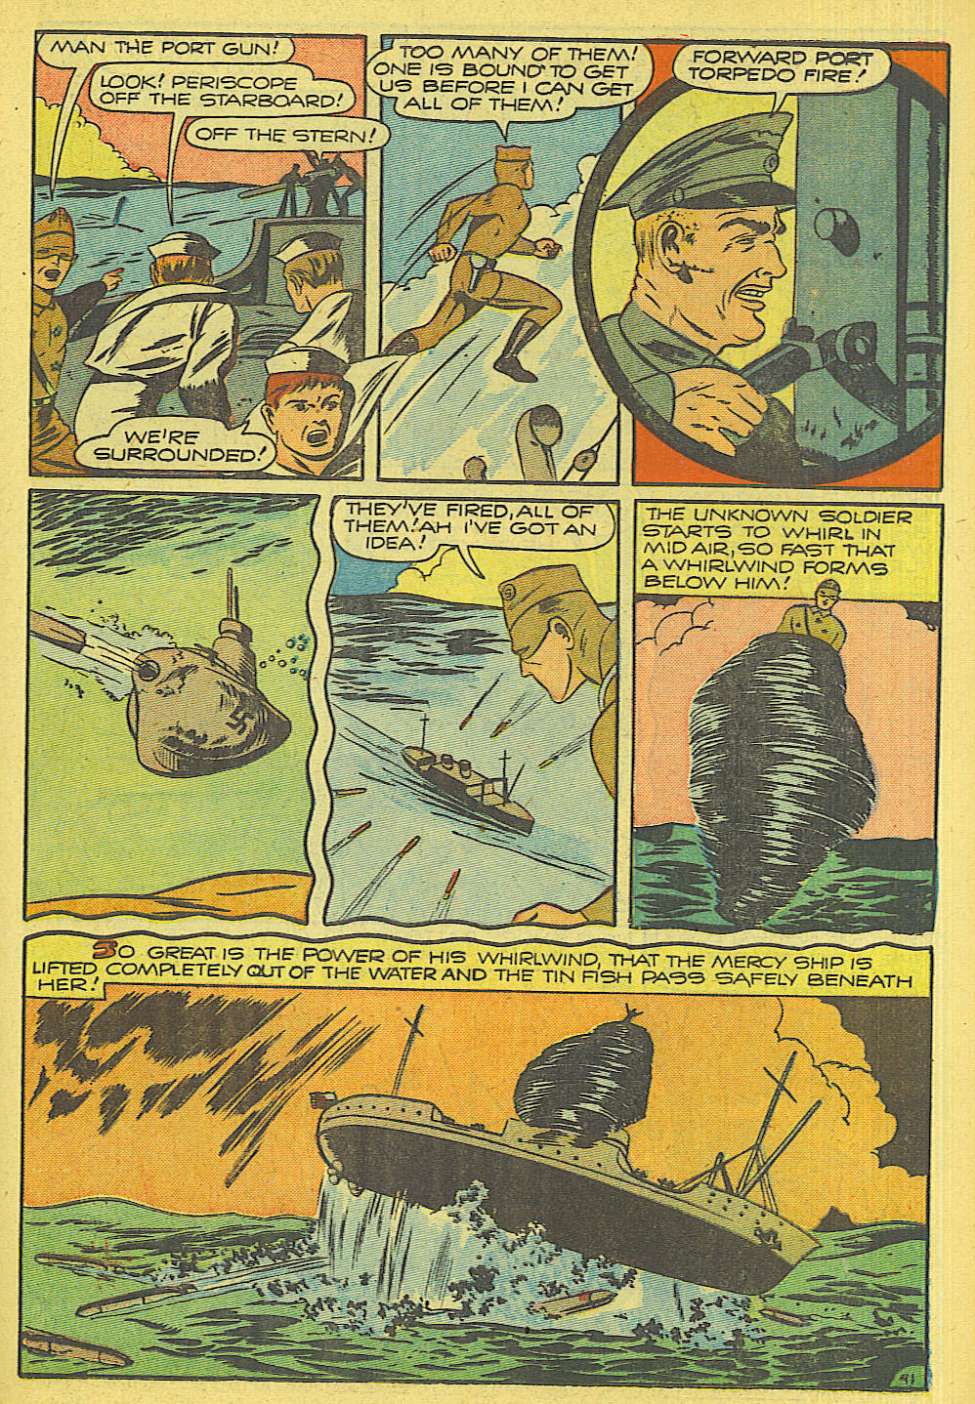 MAN THE PORT GUN!
LOOK! PERISCOPE
OFF THE STARBOARD!
OFF THE STERN!
WE'RE
SURROUNDED!
TOO MANY OF THEM!
ONE IS BOUND TO GET
US BEFORE I CAN GET
ALL OF THEM!
FORWARD PORT
TORPEDO FIRE!
THEY'VE FIRED, ALL OF
THEM! AH I'VE GOT AN
IDEA!
THE UNKNOWN SOLDIER
STARTS TO WHIRL IN
MID AIR, SO FAST THAT
A WHIRLWIND FORMS
BELOW HIM!
SO GREAT IS THE POWER OF HIS WHIRLWIND, THAT THE MERCY SHIP IS
LIFTED COMPLETELY OUT OF THE WATER AND THE TIN FISH PASS SAFELY BENEATH
HER!